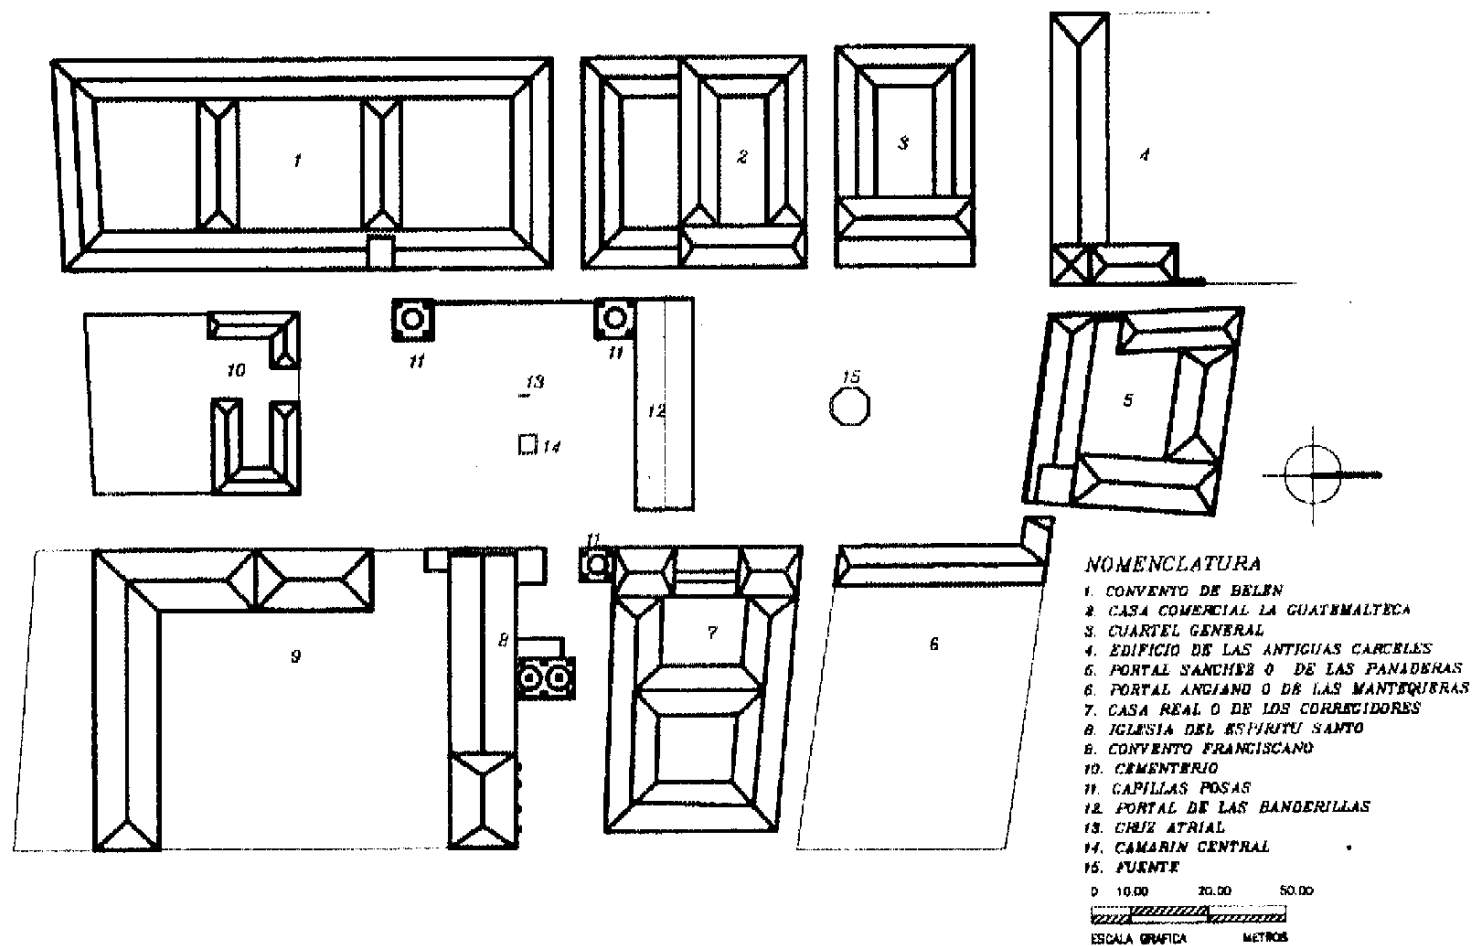 1
2
3
4
10
11
11
13
14
12
15
5
11
9
8
7
6
NOMENCLATURA
1. CONVENTO DE BELEN
2. CASA COMERCIAL LA GUATEMALTECA
3. CUARTEL GENERAL
4. EDIFICIO DE LAS ANTIGUAS CARCELES
5. PORTAL SANCHEZ O DE LAS PANADERAS
6. PORTAL ANGIANO O DE LAS MANTEQUERAS
7. CASA REAL O DE LOS CORREGIDORES
8. IGLESIA DEL ESPIRITU SANTO
9. CONVENTO FRANCISCANO
10. CEMENTERIO
11. CAPILLAS POSAS
12. PORTAL DE LAS BANDERILLAS
13. CRUZ ATRIAL
14. CAMARIN CENTRAL
15. FUENTE
0 10.00 20.00 50.00
ESCALA GRAFICA METROS